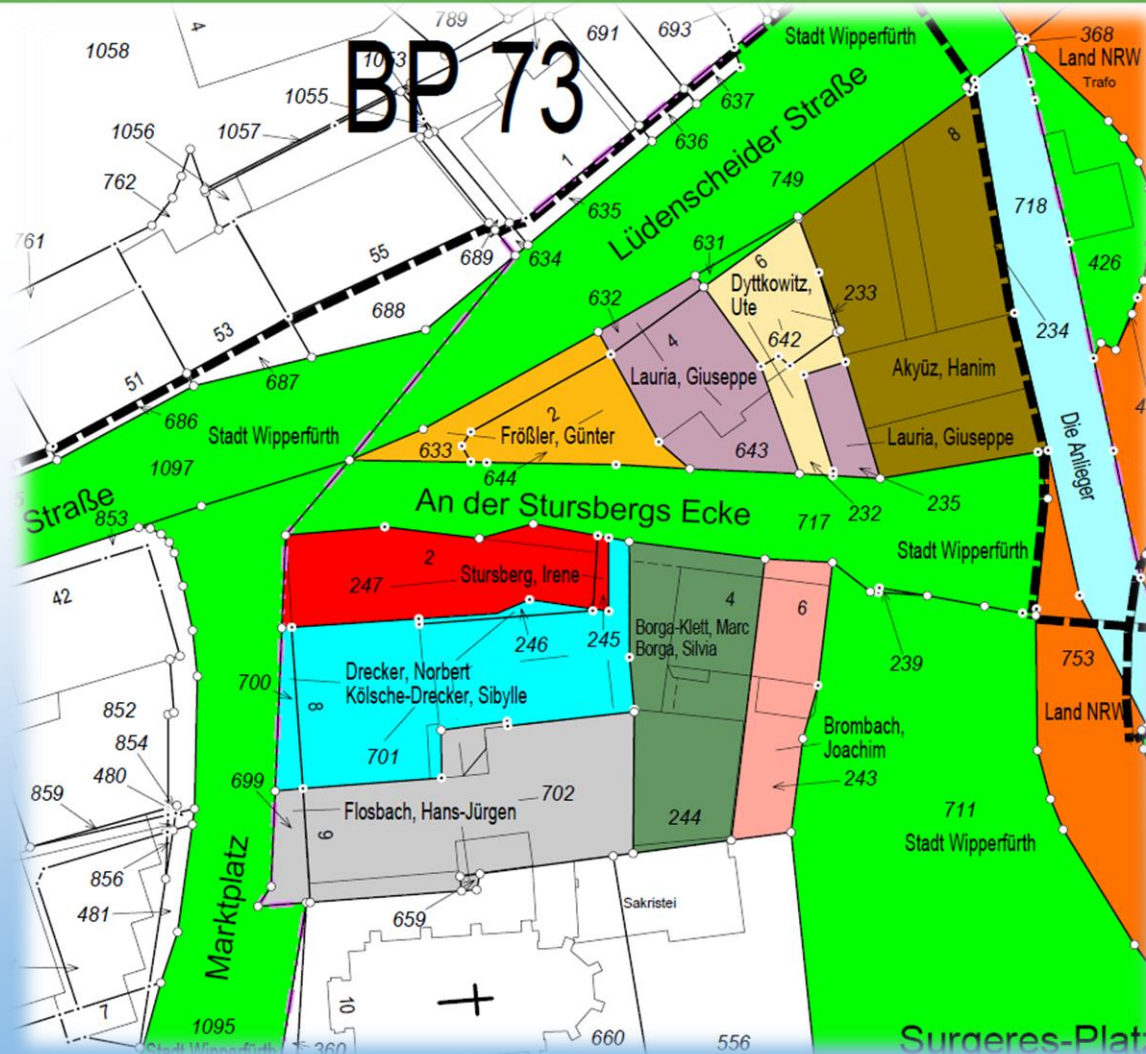 789
691
693
1058
4
1053
BP 73
1055
1056
1057
762
761
637
636
1
635
55
689
634
688
53
51
687
686
Stadt Wipperfürth
368
Land NRW
Trafo
Lüdenscheider Straße
749
8
718
426
631
632
6
Dyttkowitz,
Ute
642
233
234
4
Lauria, Giuseppe
Akyüz, Hanim
2
Frößler, Günter
633
644
643
Lauria, Giuseppe
235
232
Die Anlieger
Stadt Wipperfürth
1097
Straße
853
An der Stursbergs Ecke
717
Stadt Wipperfürth
42
2
247
Stursberg, Irene
4
6
246
245
Borga-Klett, Marc
Borga, Silvia
239
753
Land NRW
700
8
Drecker, Norbert
Kölsche-Drecker, Sibylle
701
852
854
480
859
699
Brombach,
Joachim
243
Flosbach, Hans-Jürgen
702
244
711
Stadt Wipperfürth
9
856
481
Marktplatz
659
Sakristei
7
10
1095
Stadt Wipperfürth
360
660
556
Surgeres-Platz